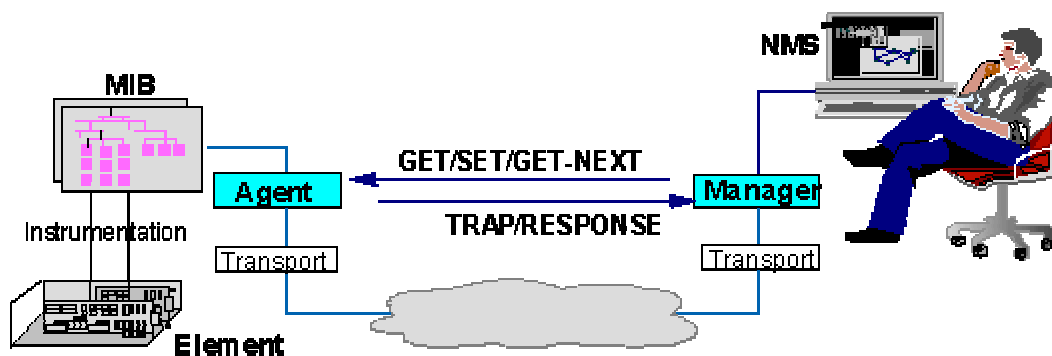 NMS
MIB
GET/SET/GET-NEXT
Agent
Manager
TRAP/RESPONSE
Instrumentation
Transport
Transport
Element